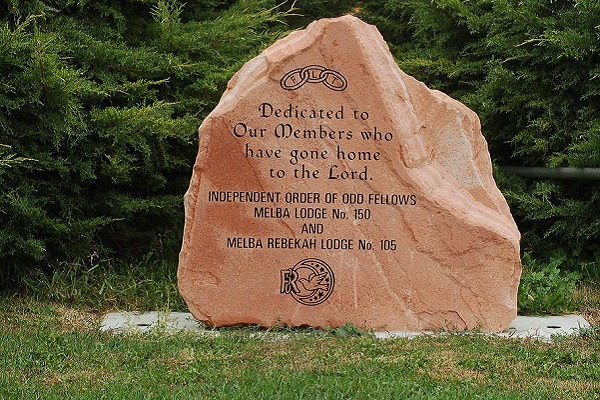 FLT
Dedicated to
Our Members who
have gone home
to the Lord.
INDEPENDENT ORDER OF ODD FELLOWS
MELBA LODGE No. 150
AND
MELBA REBEKAH LODGE No. 105
R